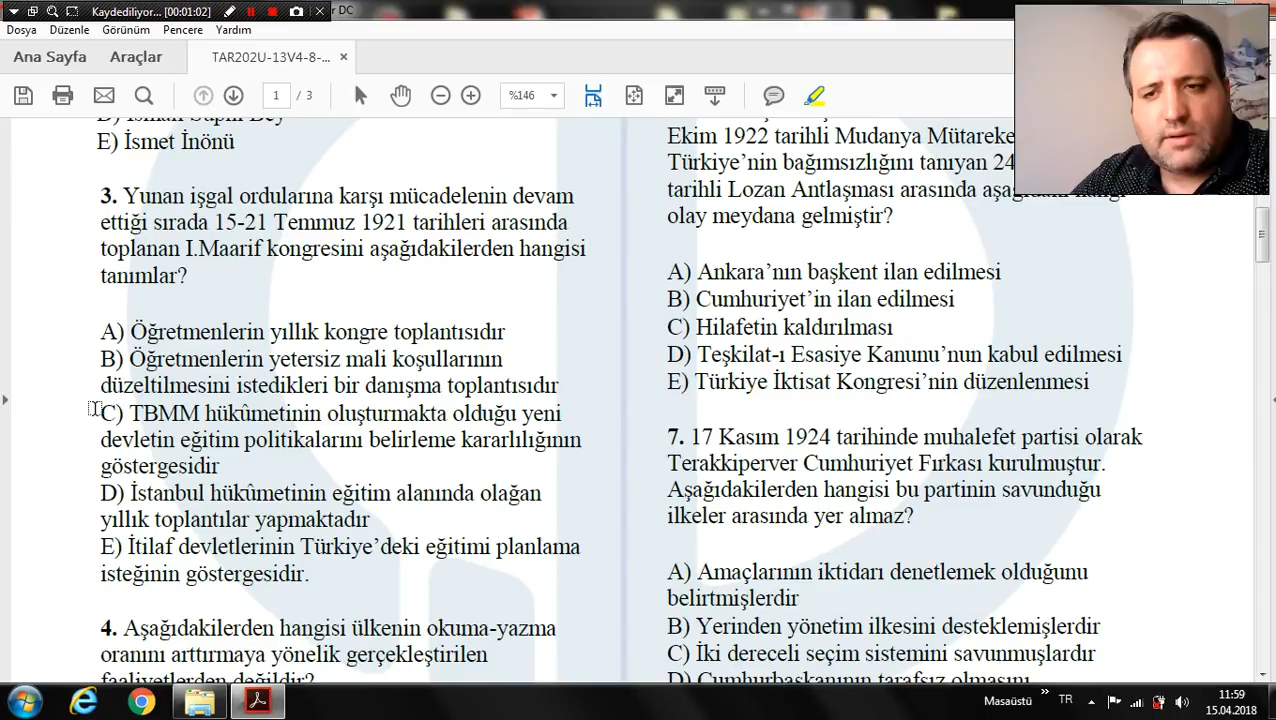 Kaydediliyor... [00:01:02]
r DC
Dosya Düzenle Görünüm Pencere Yardım
Ana Sayfa Araçlar TAR202U-13V4-8-... ×
1 / 3 %146
E) İsmet İnönü
3. Yunan işgal ordularına karşı mücadelenin devam
ettiği sırada 15-21 Temmuz 1921 tarihleri arasında
toplanan I.Maarif kongresini aşağıdakilerden hangisi
tanımlar?
A) Öğretmenlerin yıllık kongre toplantısıdır
B) Öğretmenlerin yetersiz mali koşullarının
düzeltilmesini istedikleri bir danışma toplantısıdır
C) TBMM hükûmetinin oluşturmakta olduğu yeni
devletin eğitim politikalarını belirleme kararlılığının
göstergesidir
D) İstanbul hükûmetinin eğitim alanında olağan
yıllık toplantılar yapmaktadır
E) İtilaf devletlerinin Türkiye’deki eğitimi planlama
isteğinin göstergesidir.
4. Aşağıdakilerden hangisi ülkenin okuma-yazma
oranını arttırmaya yönelik gerçekleştirilen
faaliyetlerden değildir?
Ekim 1922 tarihli Mudanya Mütareke
Türkiye’nin bağımsızlığını tanıyan 24
tarihli Lozan Antlaşması arasında aşağıdaki hangi
olay meydana gelmiştir?
A) Ankara’nın başkent ilan edilmesi
B) Cumhuriyet’in ilan edilmesi
C) Hilafetin kaldırılması
D) Teşkilat-ı Esasiye Kanunu’nun kabul edilmesi
E) Türkiye İktisat Kongresi’nin düzenlenmesi
7. 17 Kasım 1924 tarihinde muhalefet partisi olarak
Terakkiperver Cumhuriyet Fırkası kurulmuştur.
Aşağıdakilerden hangisi bu partinin savunduğu
ilkeler arasında yer almaz?
A) Amaçlarının iktidarı denetlemek olduğunu
belirtmişlerdir
B) Yerinden yönetim ilkesini desteklemişlerdir
C) İki dereceli seçim sistemini savunmuşlardır
D) Cumhurbaşkanının tarafsız olmasını
Masaüstü » TR 11:59
15.04.2018